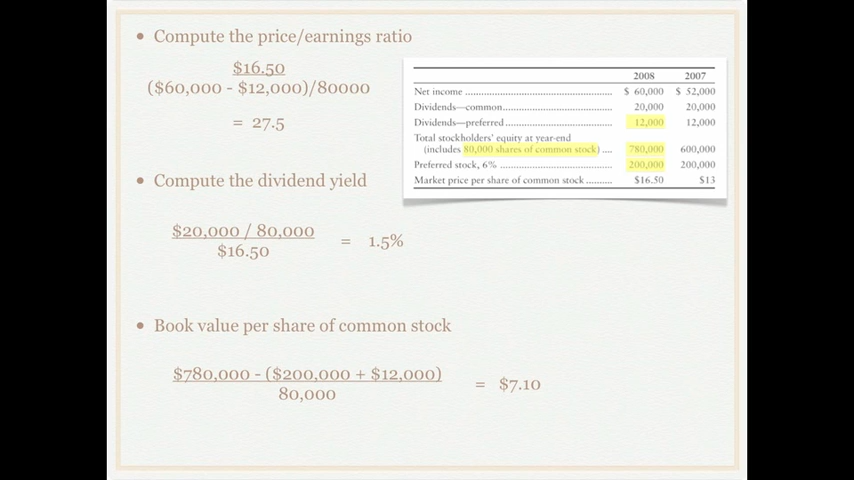 • Compute the price/earnings ratio
$16.50
($60,000 - $12,000)/80000
= 27.5
2008 2007
Net income ........ $ 60,000 $ 52,000
Dividends—common........ 20,000 20,000
Dividends—preferred ........ 12,000 12,000
Total stockholders' equity at year-end
(includes 80,000 shares of common stock) .... 780,000 600,000
Preferred stock, 6% ........ 200,000 200,000
Market price per share of common stock .......... $16.50 $13
• Compute the dividend yield
$20,000 / 80,000
$16.50
= 1.5%
• Book value per share of common stock
$780,000 - ($200,000 + $12,000)
80,000
= $7.10